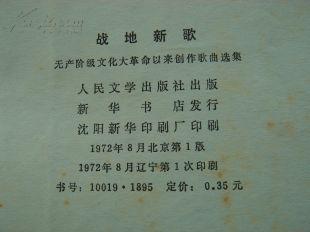 战地新歌
无产阶级文化大革命以来创作歌曲选集
人民文学出版社出版
新华书店发行
沈阳新华印刷厂印刷
1972年8月北京第1版
1972年8月辽宁第1次印刷
书号：10019·1895 定价：0.35元